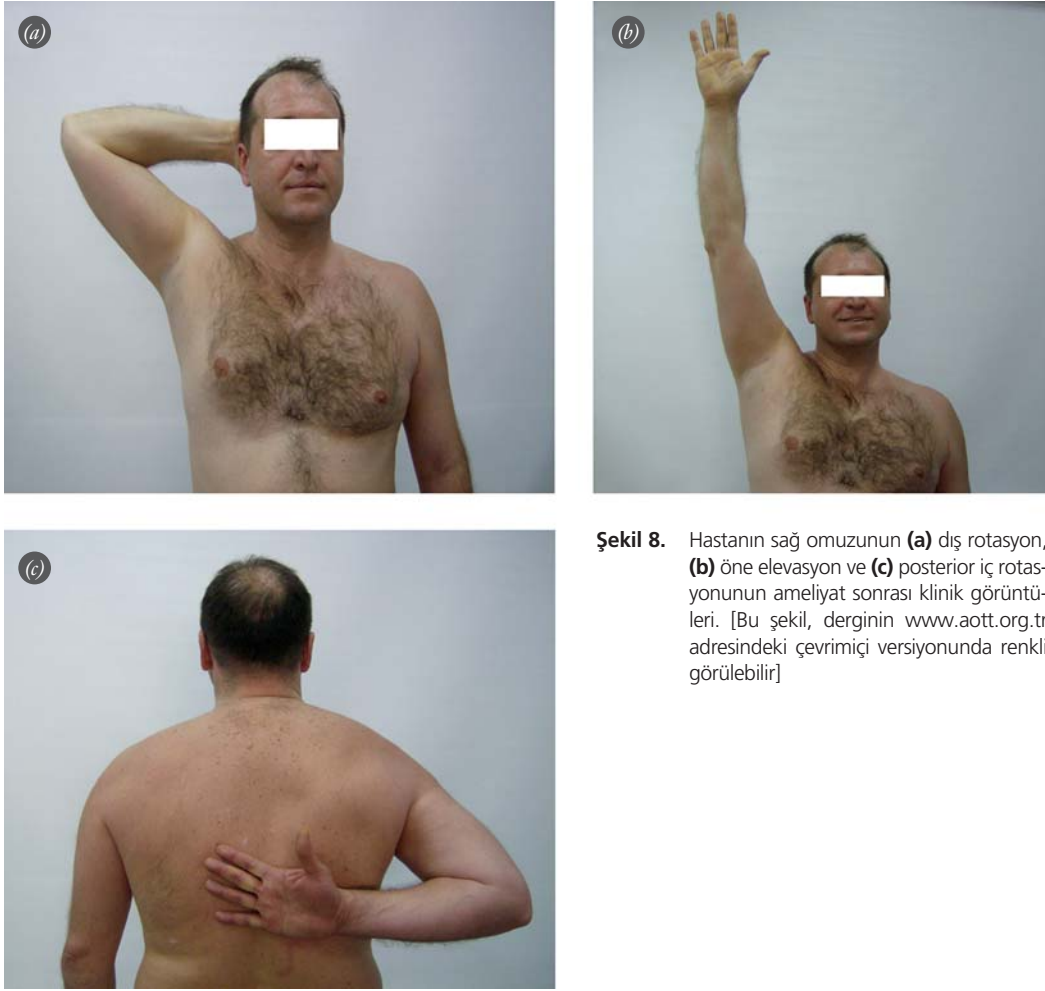 (a)
(b)
(c)
Şekil 8. Hastanın sağ omuzunun (a) dış rotasyon,
(b) öne elevasyon ve (c) posterior iç rotas-
yonunun ameliyat sonrası klinik görüntü-
leri. [Bu şekil, derginin www.aott.org.tr
adresindeki çevrimiçi versiyonunda renkli
görülebilir]